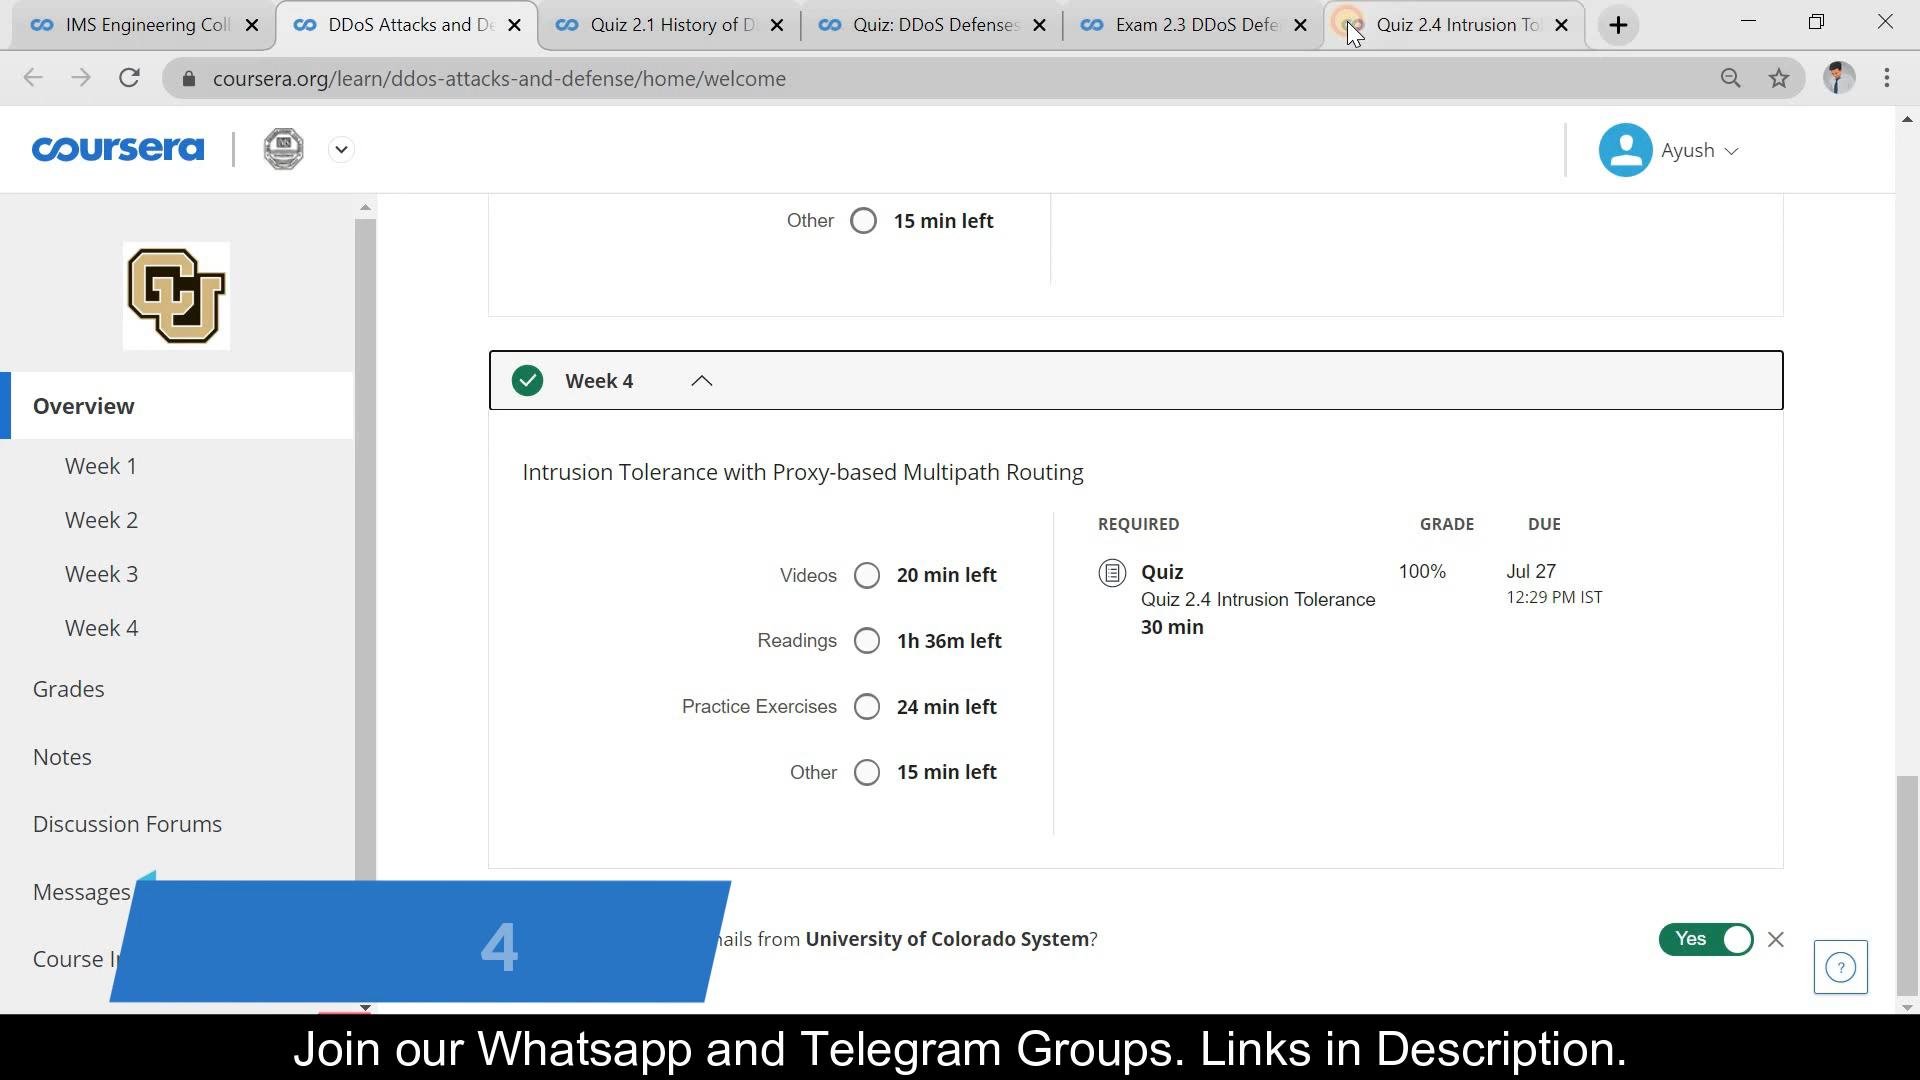 IMS Engineering Coll
DDoS Attacks and De
Quiz 2.1 History of D
Quiz: DDoS Defenses
Exam 2.3 DDoS Defe
Quiz 2.4 Intrusion Tol
coursera.org/learn/ddos-attacks-and-defense/home/welcome
coursera
IMS
Ayush
CU
Overview
Week 1
Week 2
Week 3
Week 4
Grades
Notes
Discussion Forums
Messages
Course I
Other 15 min left
Week 4
Intrusion Tolerance with Proxy-based Multipath Routing
Videos 20 min left
Readings 1h 36m left
Practice Exercises 24 min left
Other 15 min left
REQUIRED GRADE DUE
Quiz 100% Jul 27
Quiz 2.4 Intrusion Tolerance 12:29 PM IST
30 min
ails from University of Colorado System?
Yes
?
4
Join our Whatsapp and Telegram Groups. Links in Description.